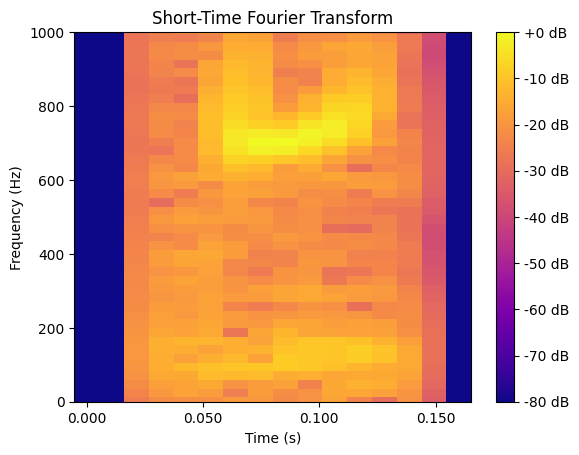 Short-Time Fourier Transform
1000
800
600
400
200
0
Frequency (Hz)
0.000
0.050
0.100
0.150
Time (s)
+0 dB
-10 dB
-20 dB
-30 dB
-40 dB
-50 dB
-60 dB
-70 dB
-80 dB